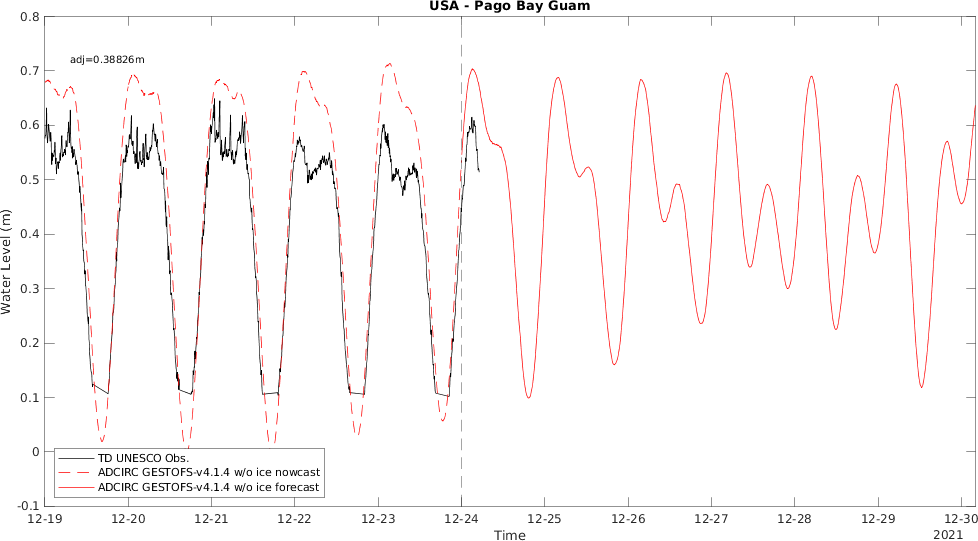 USA - Pago Bay Guam
adj=0.38826m
Water Level (m)
0.8
0.7
0.6
0.5
0.4
0.3
0.2
0.1
0
-0.1
TD UNESCO Obs.
ADCIRC GESTOFS-v4.1.4 w/o ice nowcast
ADCIRC GESTOFS-v4.1.4 w/o ice forecast
12-19 12-20 12-21 12-22 12-23 12-24 12-25 12-26 12-27 12-28 12-29 12-30
Time
2021